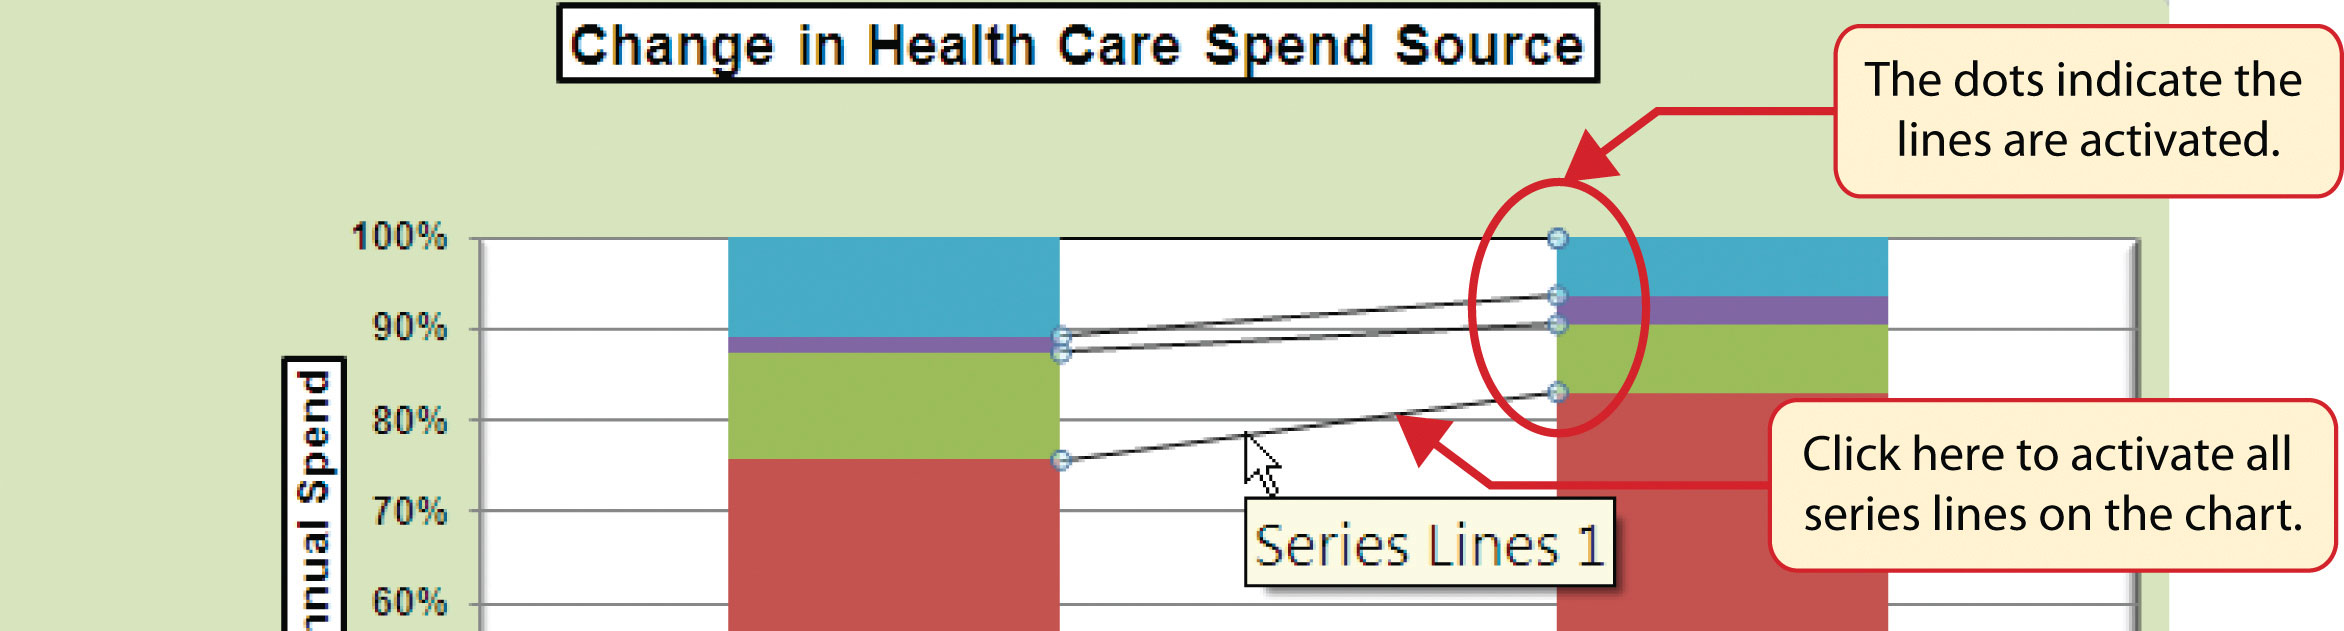 Change in Health Care Spend Source
The dots indicate the
lines are activated.
100%
90%
80%
70%
60%
Spend
Click here to activate all
series lines on the chart.
Series Lines 1